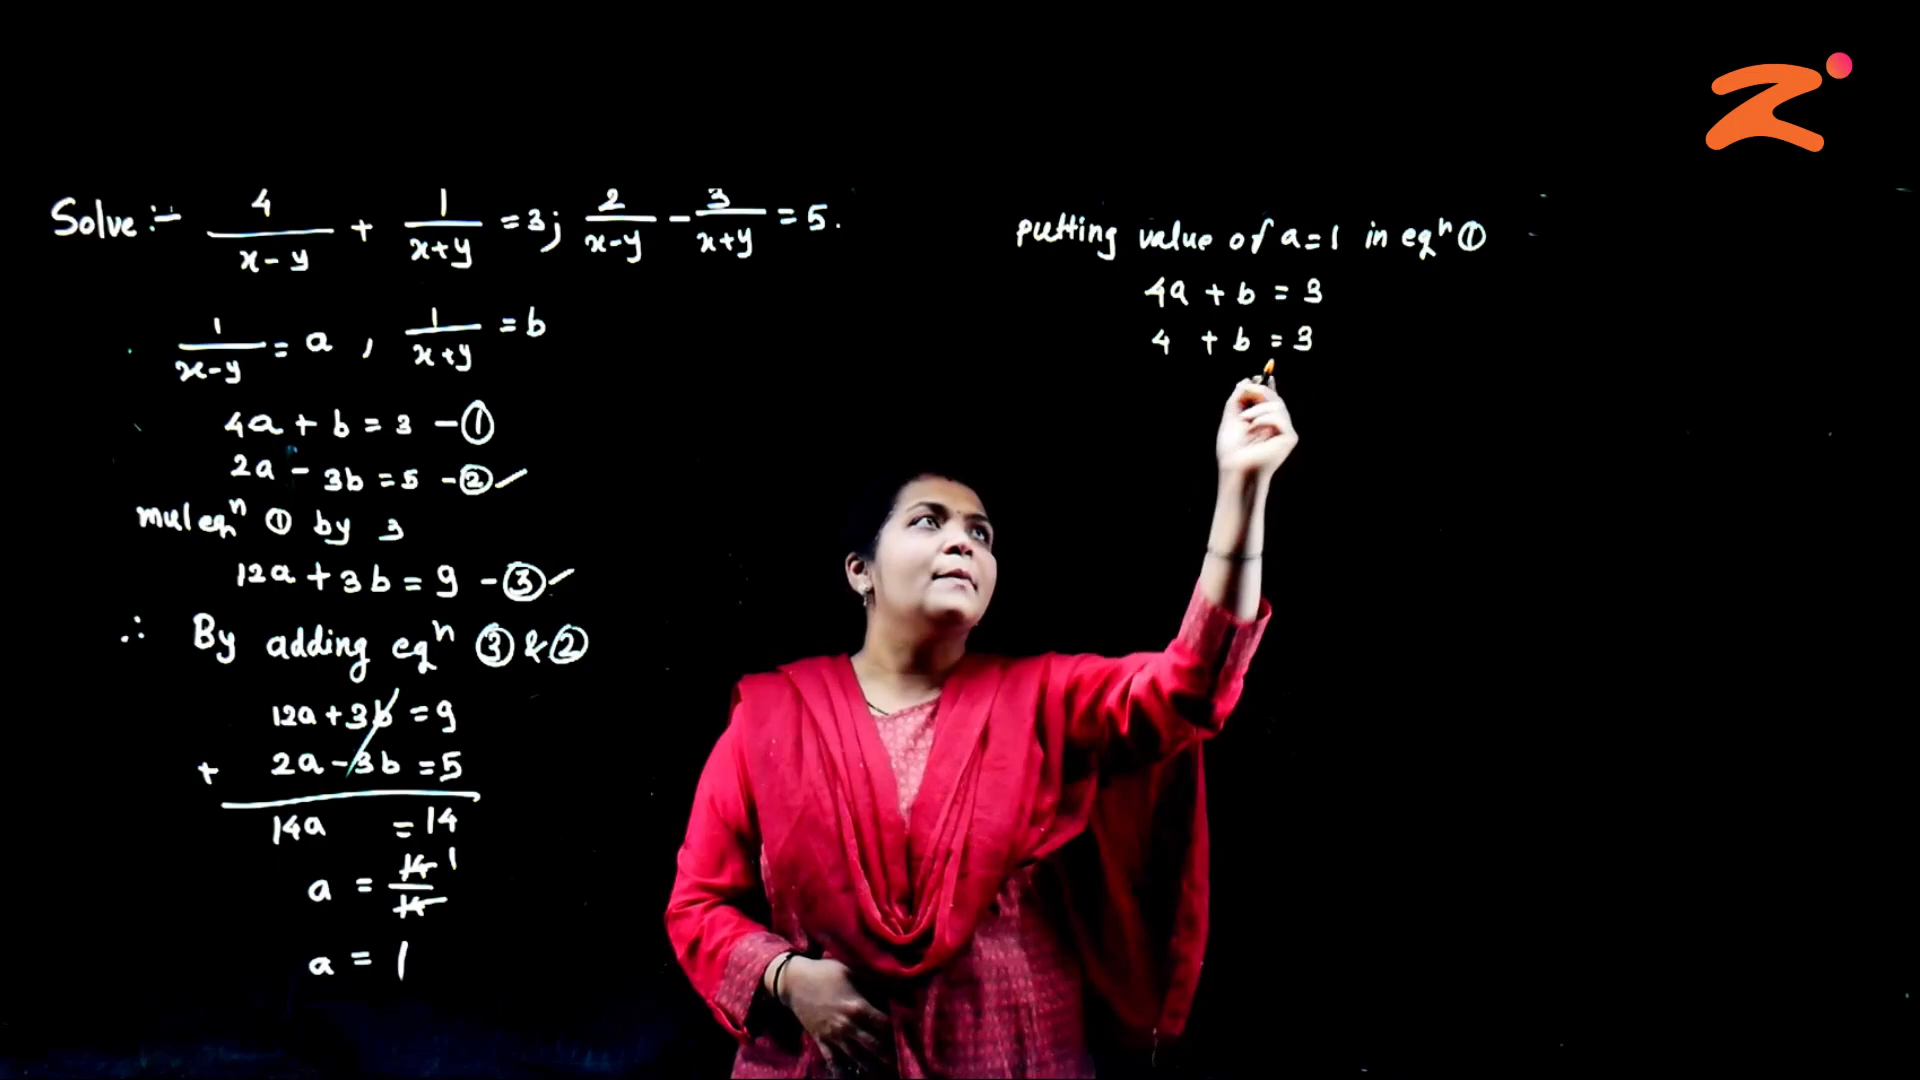 Solve :- 4/(x-y) + 1/(x+y) = 3; 2/(x-y) - 3/(x+y) = 5.
1/(x-y) = a , 1/(x+y) = b
4a + b = 3 - ①
2a - 3b = 5 - ② ✓
mul eqⁿ ① by 3
12a + 3b = 9 - ③ ✓
∴ By adding eqⁿ ③ & ②
12a + 3b = 9
+ 2a - 3b = 5
14a = 14
a = 14/14 1
a = 1
putting value of a = 1 in eqⁿ ①
4a + b = 3
4 + b = 3